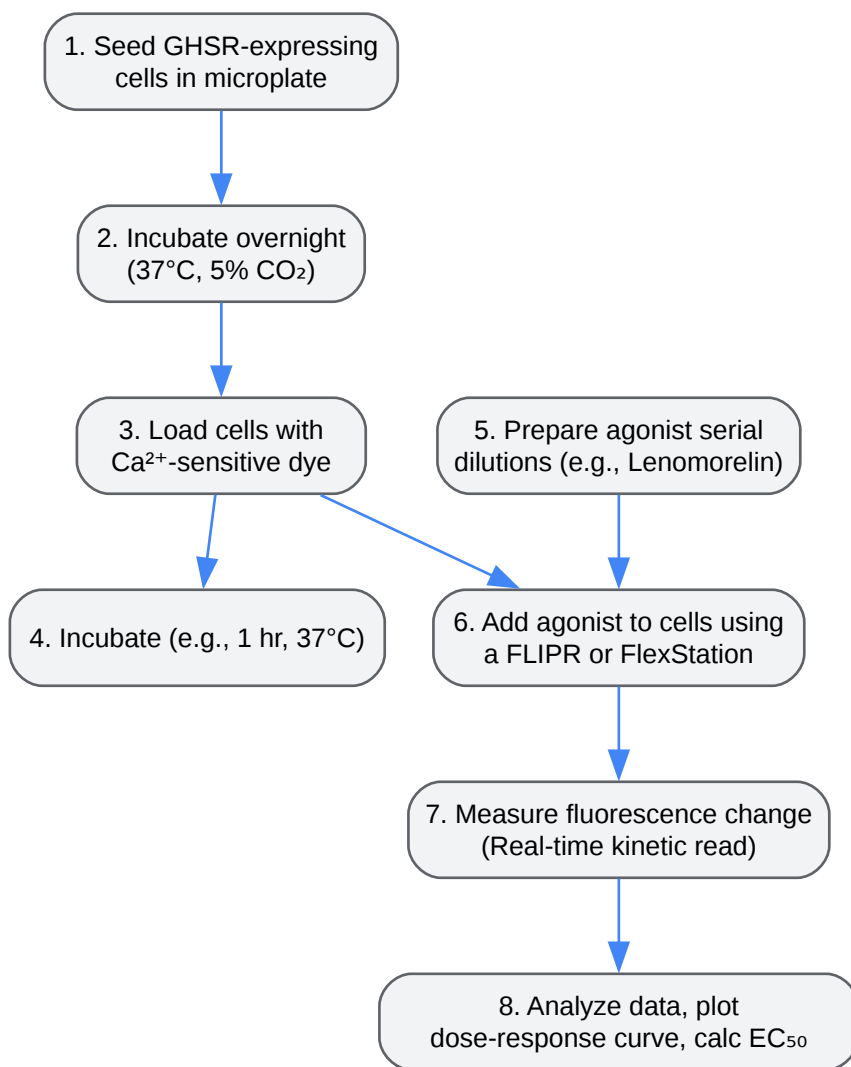 1. Seed GHSR-expressing
cells in microplate
2. Incubate overnight
(37°C, 5% CO₂)
3. Load cells with
Ca²⁺-sensitive dye
5. Prepare agonist serial
dilutions (e.g., Lenomorelin)
4. Incubate (e.g., 1 hr, 37°C)
6. Add agonist to cells using
a FLIPR or FlexStation
7. Measure fluorescence change
(Real-time kinetic read)
8. Analyze data, plot
dose-response curve, calc EC₅₀